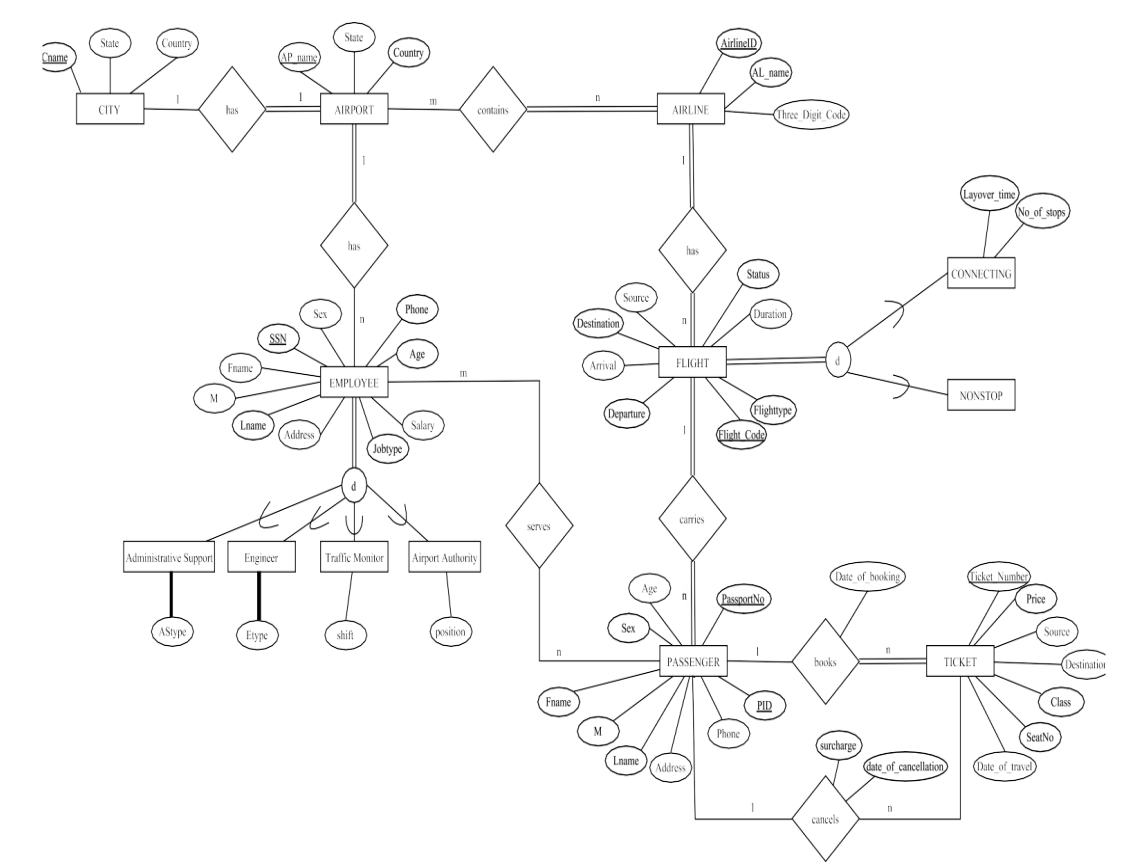 State
Country
Cname
CITY
1
has
1
AP_name
State
Country
AIRPORT
m
contains
n
AirlineID
AL_name
Three_Digit_Code
AIRLINE
1
has
n
1
has
n
Layover_time
No_of_stops
CONNECTING
Status
Source
Duration
Destination
Arrival
FLIGHT
d
Departure
Flighttype
Flight_Code
NONSTOP
Sex
Phone
SSN
Age
Fname
EMPLOYEE
m
M
Lname
Address
Salary
Jobtype
d
Administrative Support
Engineer
Traffic Monitor
Airport Authority
AStype
Etype
shift
position
serves
n
1
carries
n
Age
PassportNo
Sex
PASSENGER
Fname
M
Lname
Address
Phone
PID
1
books
n
Date_of_booking
Ticket_Number
Price
Source
Destination
TICKET
Class
SeatNo
Date_of_travel
surcharge
date_of_cancellation
1
cancels
n